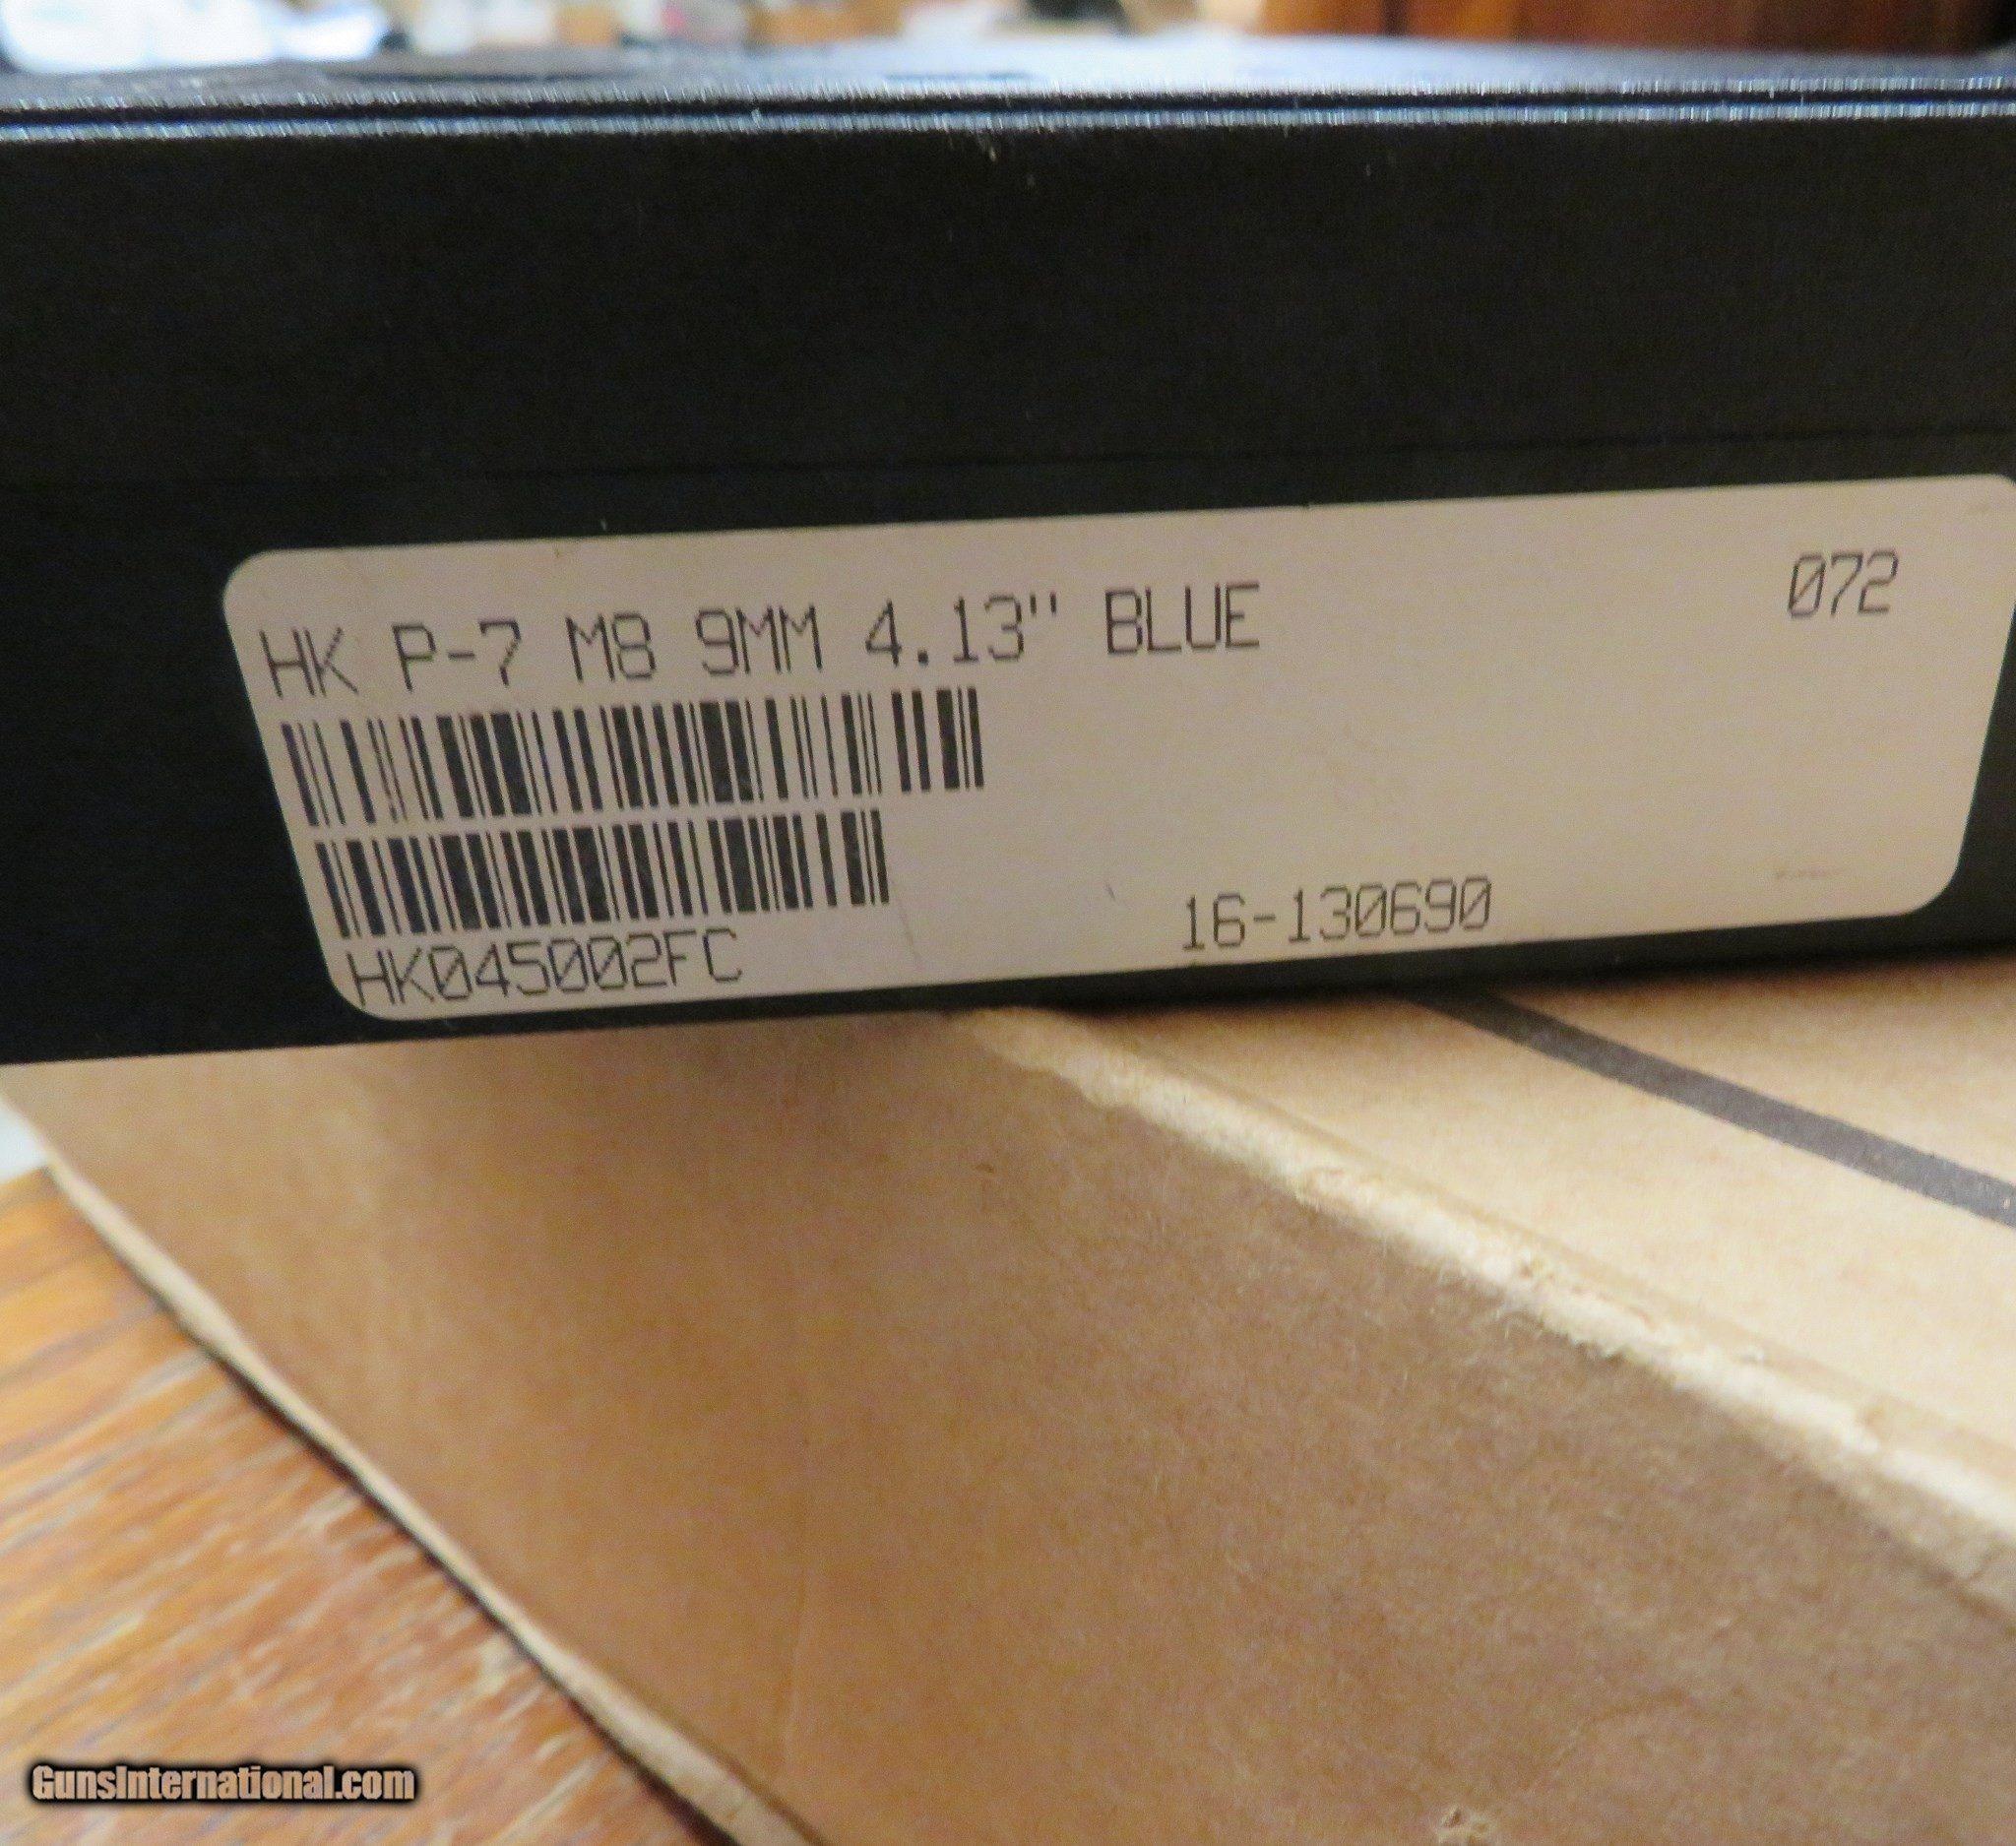 HK P-7 M8 9MM 4.13" BLUE 072
HK045002FC 16-130690
GunsInternational.com